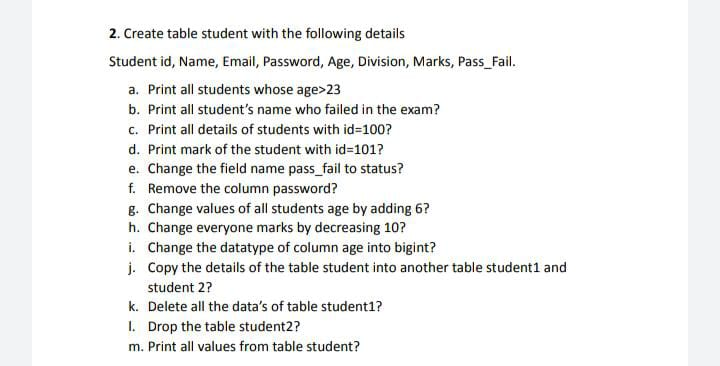 2. Create table student with the following details
Student id, Name, Email, Password, Age, Division, Marks, Pass_Fail.
a. Print all students whose age>23
b. Print all student's name who failed in the exam?
c. Print all details of students with id=100?
d. Print mark of the student with id=101?
e. Change the field name pass_fail to status?
f. Remove the column password?
g. Change values of all students age by adding 6?
h. Change everyone marks by decreasing 10?
i. Change the datatype of column age into bigint?
j. Copy the details of the table student into another table student1 and
student 2?
k. Delete all the data's of table student1?
l. Drop the table student2?
m. Print all values from table student?